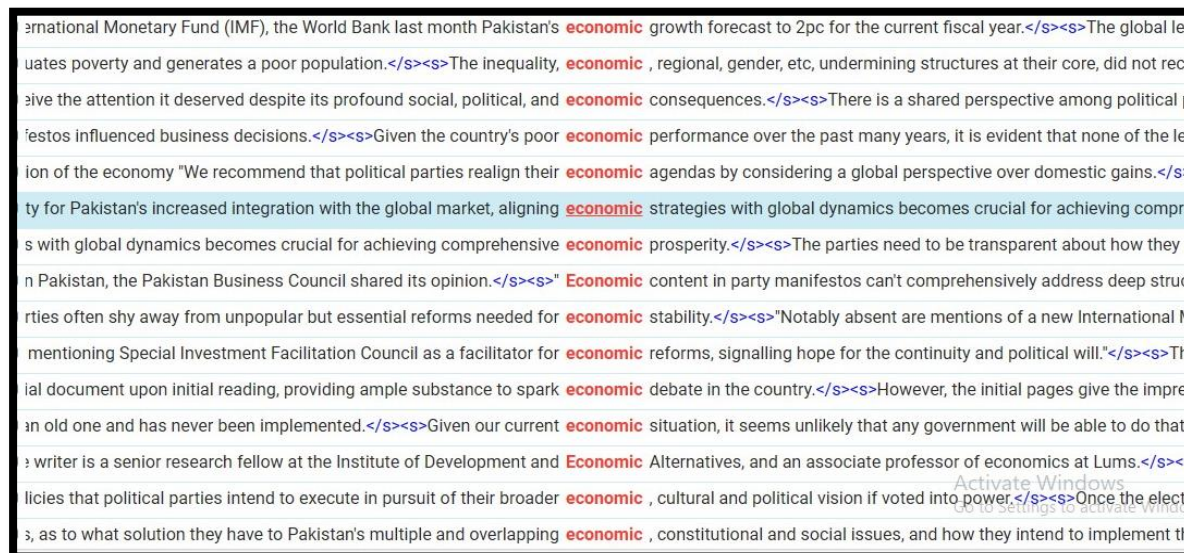 ernational Monetary Fund (IMF), the World Bank last month Pakistan's economic growth forecast to 2pc for the current fiscal year.</s><s>The global le
uates poverty and generates a poor population.</s><s>The inequality, economic , regional, gender, etc, undermining structures at their core, did not rec
eive the attention it deserved despite its profound social, political, and economic consequences.</s><s>There is a shared perspective among political
festos influenced business decisions.</s><s>Given the country's poor economic performance over the past many years, it is evident that none of the le
ion of the economy "We recommend that political parties realign their economic agendas by considering a global perspective over domestic gains.</s
ty for Pakistan's increased integration with the global market, aligning economic strategies with global dynamics becomes crucial for achieving compr
s with global dynamics becomes crucial for achieving comprehensive economic prosperity.</s><s>The parties need to be transparent about how they
n Pakistan, the Pakistan Business Council shared its opinion.</s><s>" Economic content in party manifestos can't comprehensively address deep struc
rties often shy away from unpopular but essential reforms needed for economic stability.</s><s>"Notably absent are mentions of a new International
mentioning Special Investment Facilitation Council as a facilitator for economic reforms, signalling hope for the continuity and political will."</s><s>Th
ial document upon initial reading, providing ample substance to spark economic debate in the country.</s><s>However, the initial pages give the impre
an old one and has never been implemented.</s><s>Given our current economic situation, it seems unlikely that any government will be able to do that
e writer is a senior research fellow at the Institute of Development and Economic Alternatives, and an associate professor of economics at Lums.</s><
Activate Windows
licies that political parties intend to execute in pursuit of their broader economic , cultural and political vision if voted into power.</s><s>Once the elect
Go to Settings to activate Windo
s, as to what solution they have to Pakistan's multiple and overlapping economic , constitutional and social issues, and how they intend to implement th